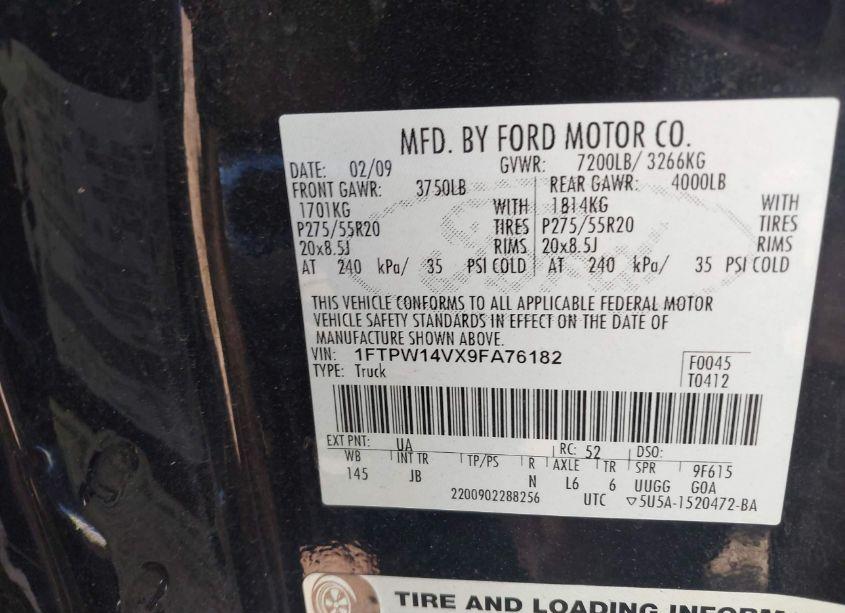 MFD. BY FORD MOTOR CO.
DATE: 02/09 GVWR: 7200LB/ 3266KG
FRONT GAWR: 3750LB REAR GAWR: 4000LB
1701KG WITH 1814KG WITH
P275/55R20 TIRES P275/55R20 TIRES
20x8.5J RIMS 20x8.5J RIMS
AT 240 kPa/ 35 PSI COLD AT 240 kPa/ 35 PSI COLD
THIS VEHICLE CONFORMS TO ALL APPLICABLE FEDERAL MOTOR
VEHICLE SAFETY STANDARDS IN EFFECT ON THE DATE OF
MANUFACTURE SHOWN ABOVE.
VIN: 1FTPW14VX9FA76182 F0045
TYPE: Truck T0412
EXT PNT: UA RC: 52 DSO:
WB INT TR TP/PS R AXLE TR SPR 9F615
145 JB N L6 6 UUGG GOA
2200902288256 UTC ▽5U5A-1520472-BA
TIRE AND LOADING INFORM